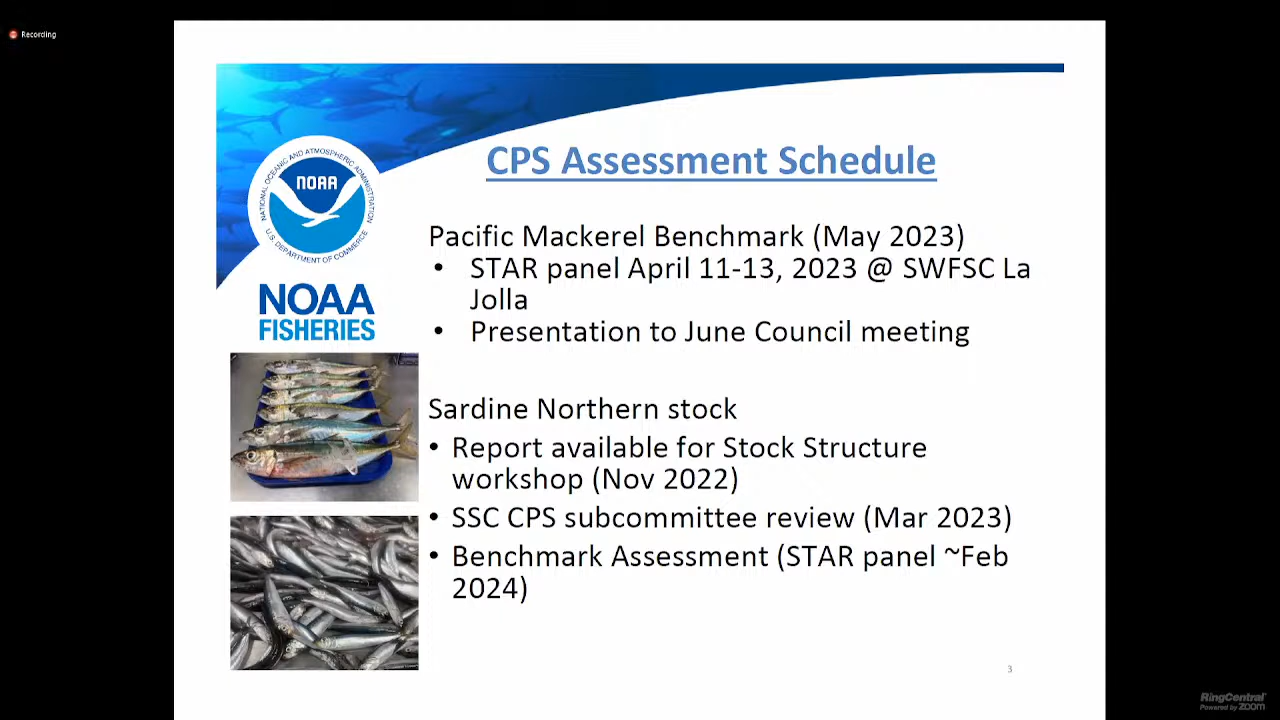 Recording
CPS Assessment Schedule
NATIONAL OCEANIC AND ATMOSPHERIC ADMINISTRATION
NOAA
U.S. DEPARTMENT OF COMMERCE
NOAA
FISHERIES
Pacific Mackerel Benchmark (May 2023)
• STAR panel April 11-13, 2023 @ SWFSC La
Jolla
• Presentation to June Council meeting
Sardine Northern stock
• Report available for Stock Structure
workshop (Nov 2022)
• SSC CPS subcommittee review (Mar 2023)
• Benchmark Assessment (STAR panel ~Feb
2024)
3
RingCentral
Powered by zoom